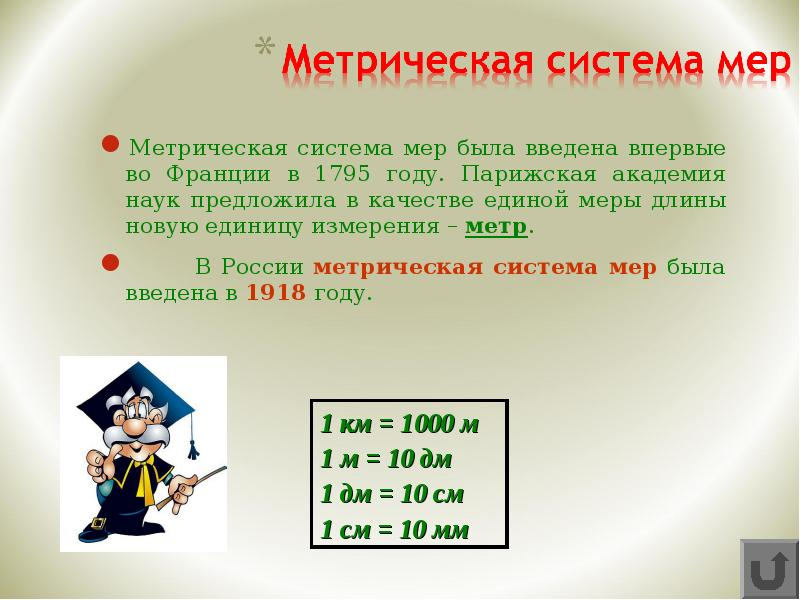 * Метрическая система мер
Метрическая система мер была введена впервые
во Франции в 1795 году. Парижская академия
наук предложила в качестве единой меры длины
новую единицу измерения – метр.
В России метрическая система мер была
введена в 1918 году.
1 км = 1000 м
1 м = 10 дм
1 дм = 10 см
1 см = 10 мм